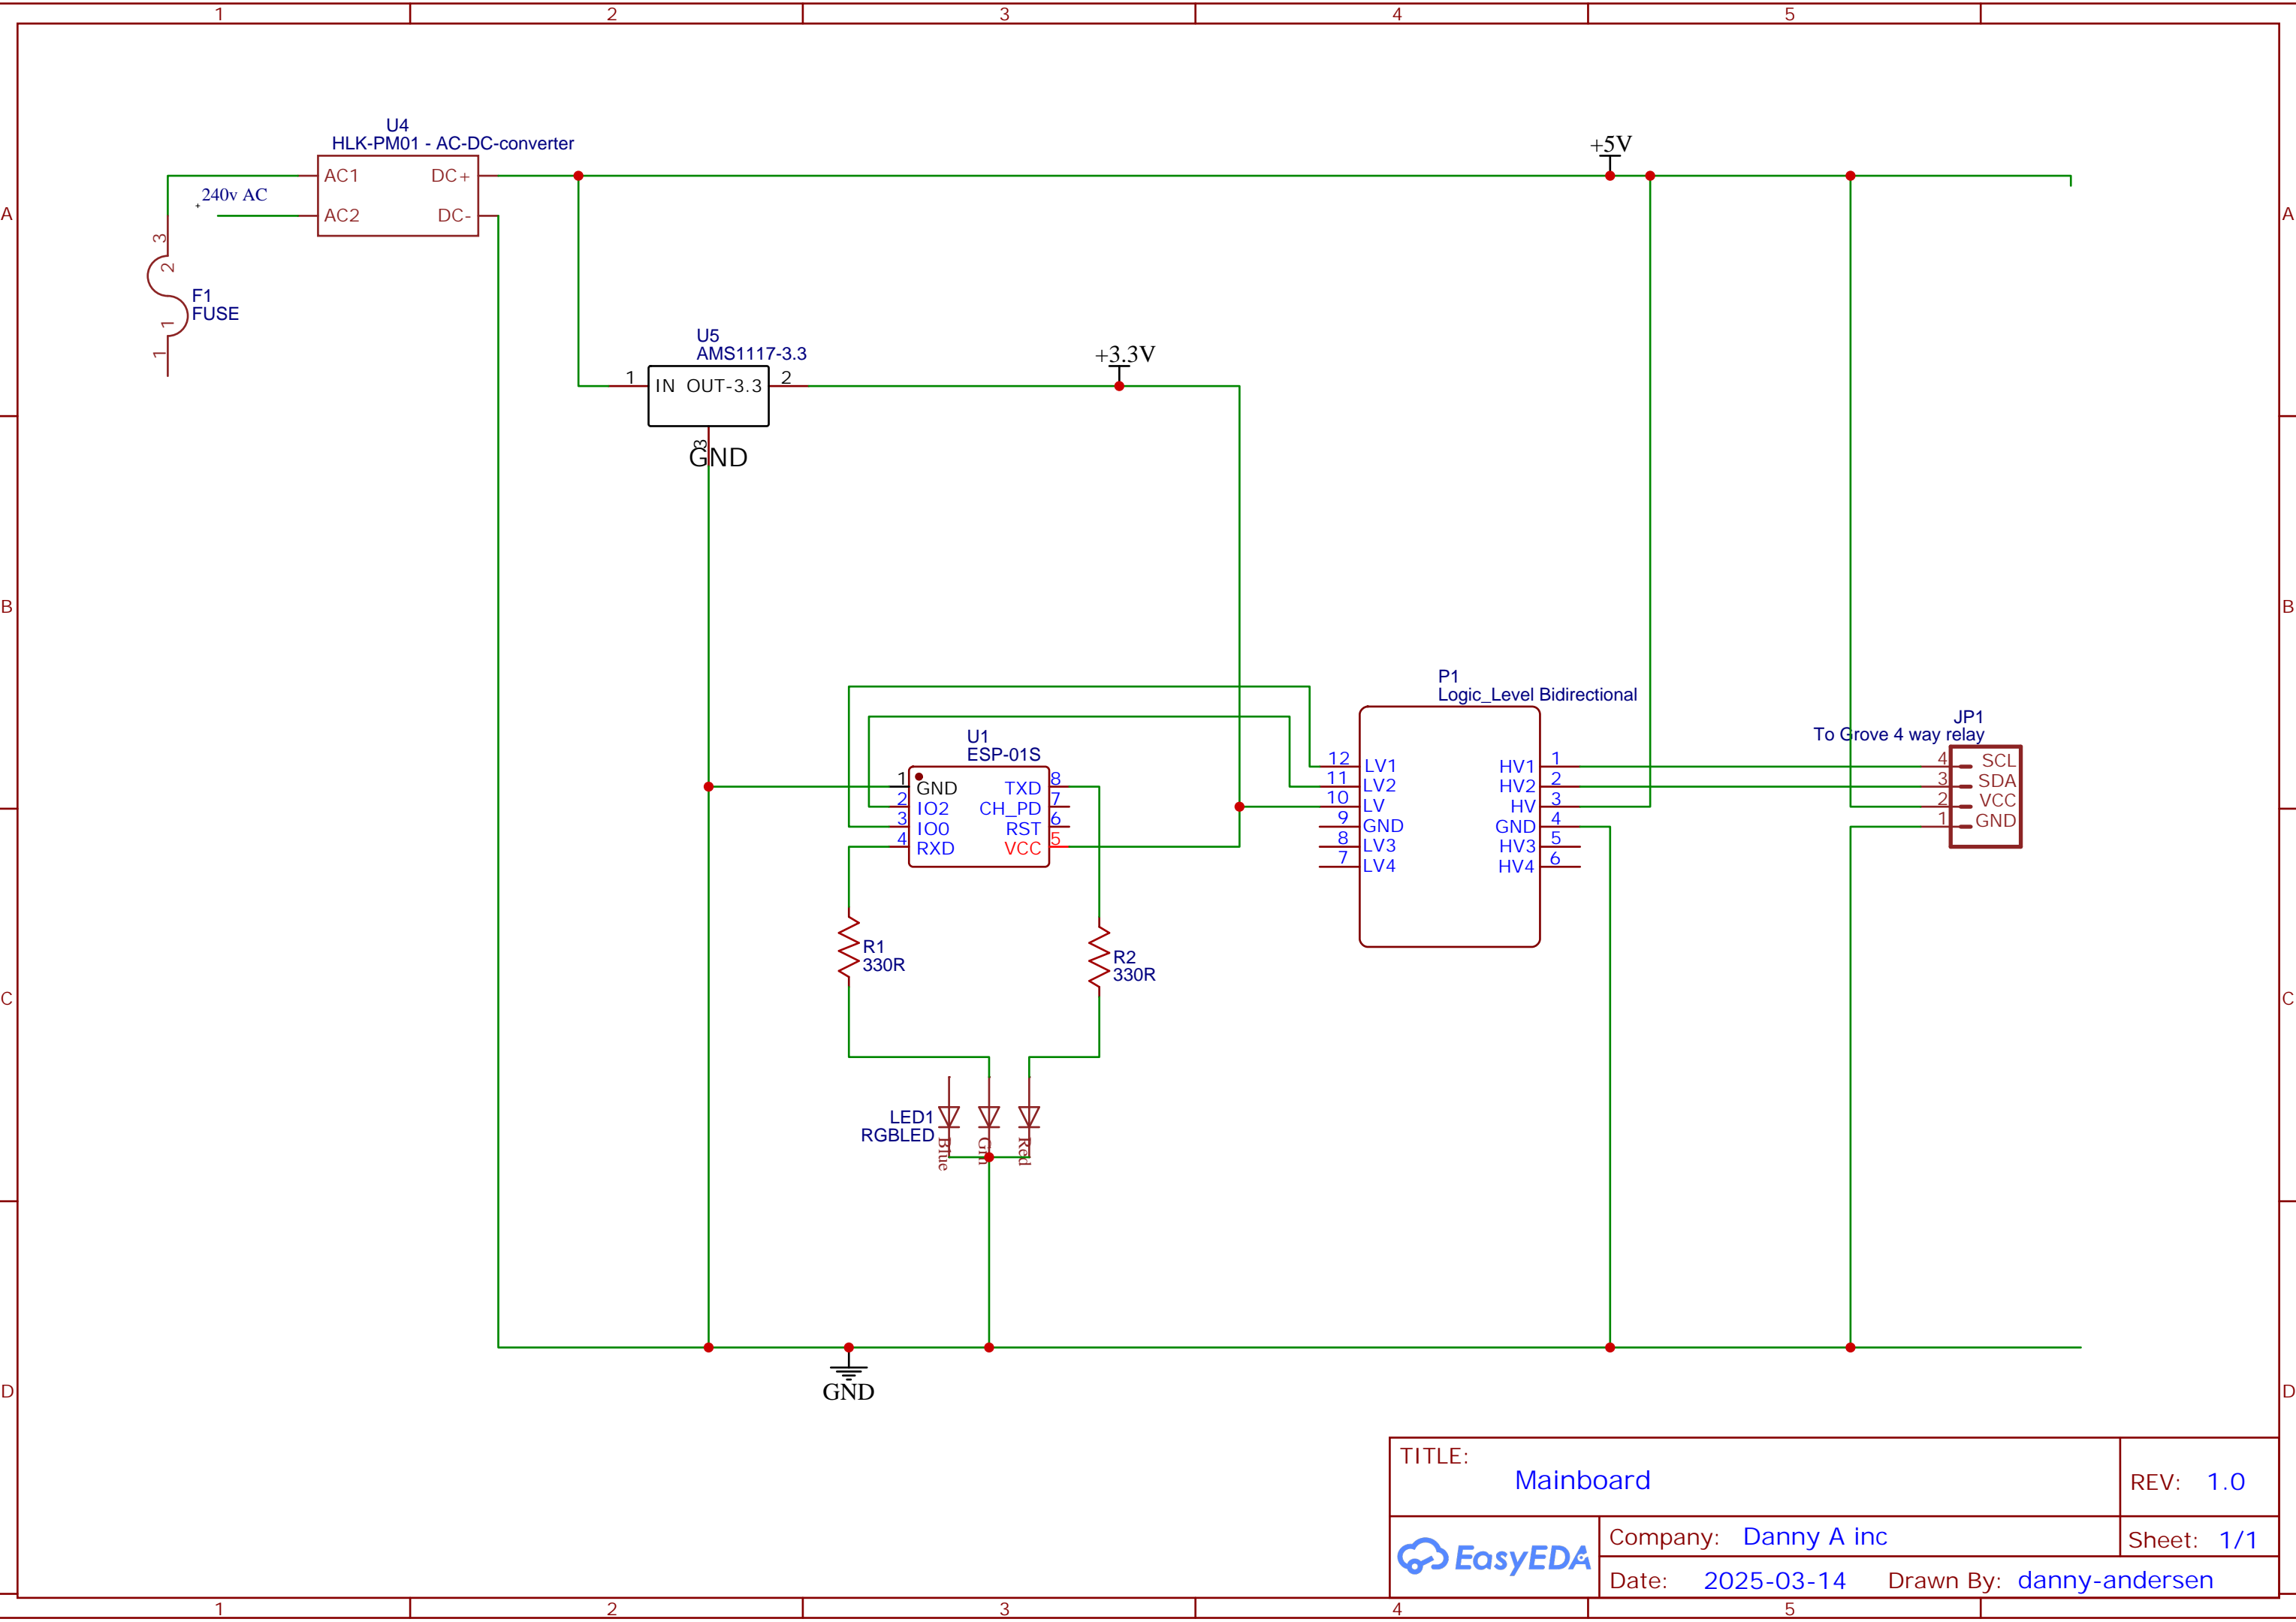 1 2 3 4 5
A A
B B
C C
D D
U4
HLK-PM01 - AC-DC-converter
AC1 DC+
AC2 DC-
240v AC
3
2
1
1
F1
FUSE
+5V
U5
AMS1117-3.3
1 IN OUT-3.3 2
3
GND
+3.3V
U1
ESP-01S
1 GND TXD 8
2 IO2 CH_PD 7
3 IO0 RST 6
4 RXD VCC 5
P1
Logic_Level Bidirectional
12 LV1 HV1 1
11 LV2 HV2 2
10 LV HV 3
9 GND GND 4
8 LV3 HV3 5
7 LV4 HV4 6
JP1
To Grove 4 way relay
4 SCL
3 SDA
2 VCC
1 GND
R1
330R
R2
330R
LED1
RGBLED
Blue
Grn
Red
GND
TITLE:
Mainboard
REV: 1.0
EasyEDA
Company: Danny A inc
Sheet: 1/1
Date: 2025-03-14 Drawn By: danny-andersen
1 2 3 4 5